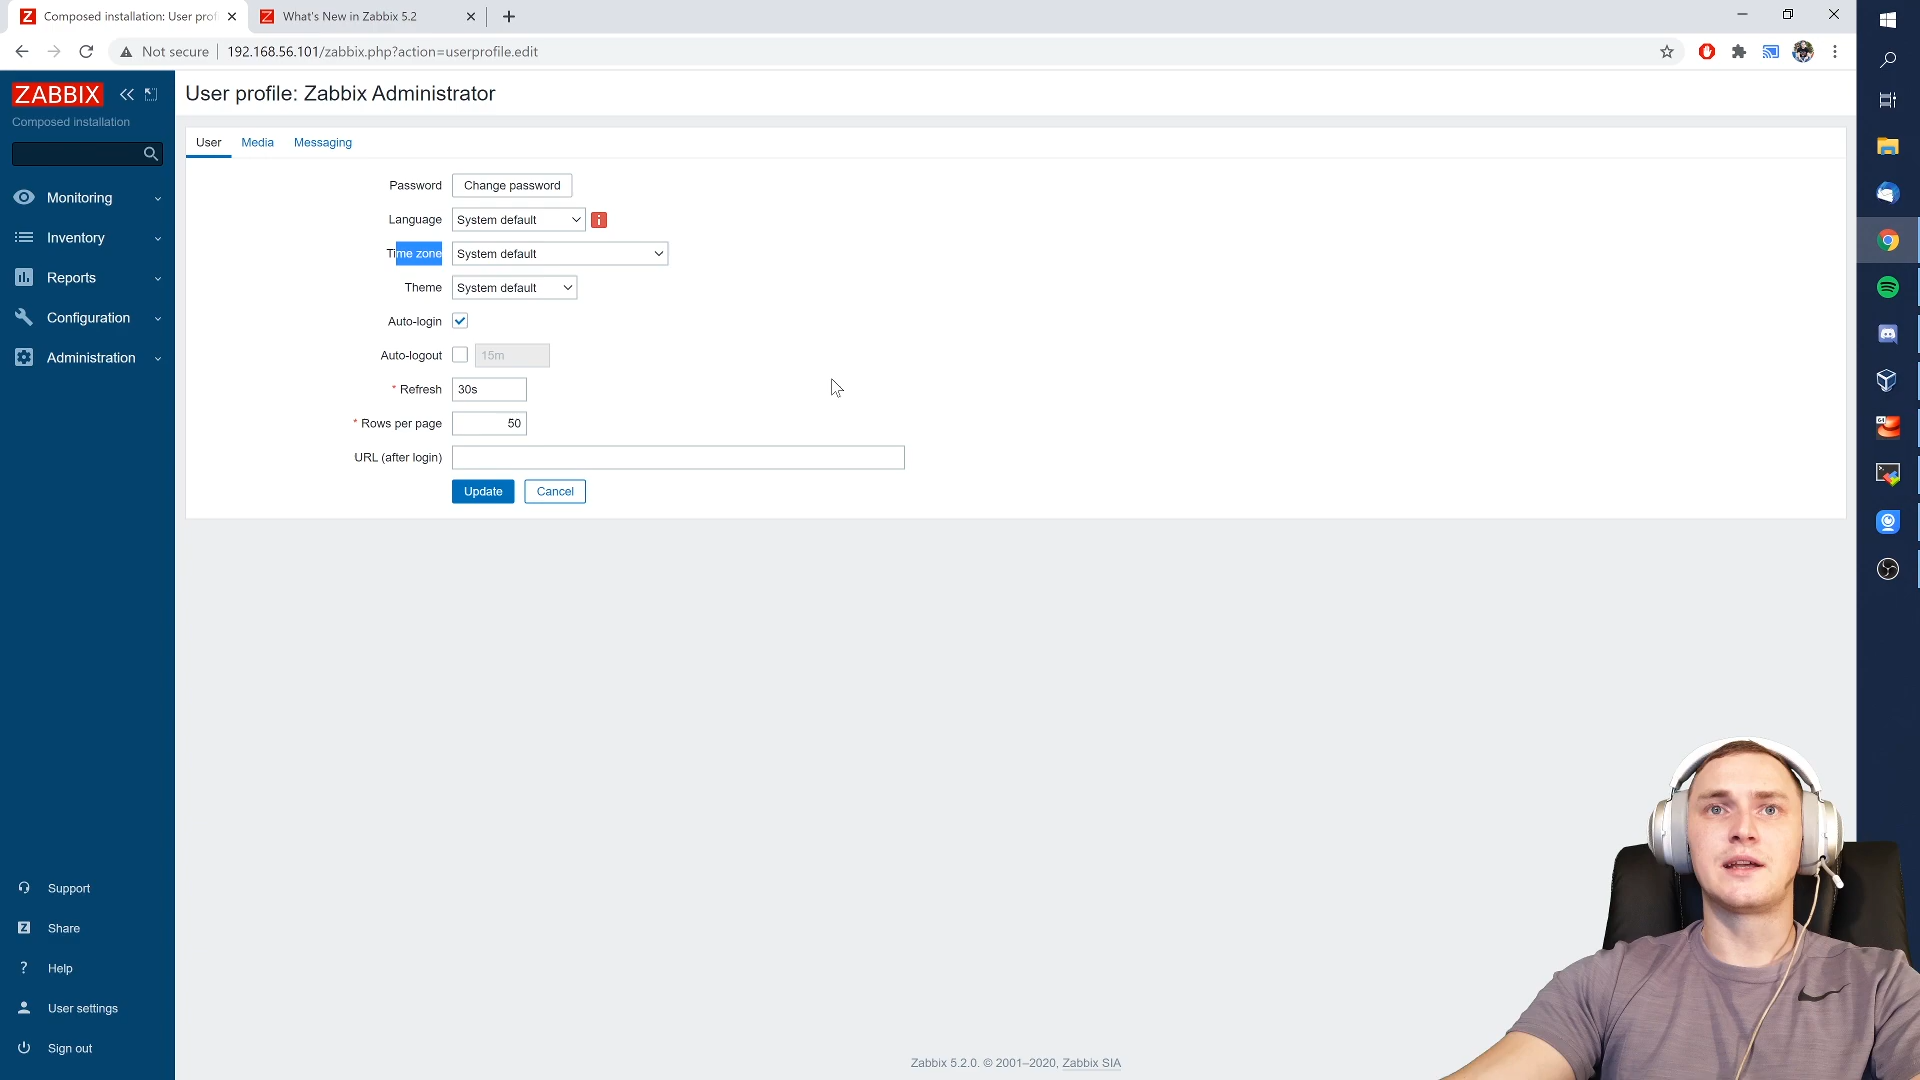 Composed installation: User prof
What's New in Zabbix 5.2
Not secure
192.168.56.101/zabbix.php?action=userprofile.edit
ZABBIX
Composed installation
Monitoring
Inventory
Reports
Configuration
Administration
Support
Share
Help
User settings
Sign out
User profile: Zabbix Administrator
User
Media
Messaging
Password
Change password
Language
System default
Time zone
System default
Theme
System default
Auto-login
Auto-logout
15m
* Refresh
30s
* Rows per page
50
URL (after login)
Update
Cancel
Zabbix 5.2.0. © 2001–2020, Zabbix SIA